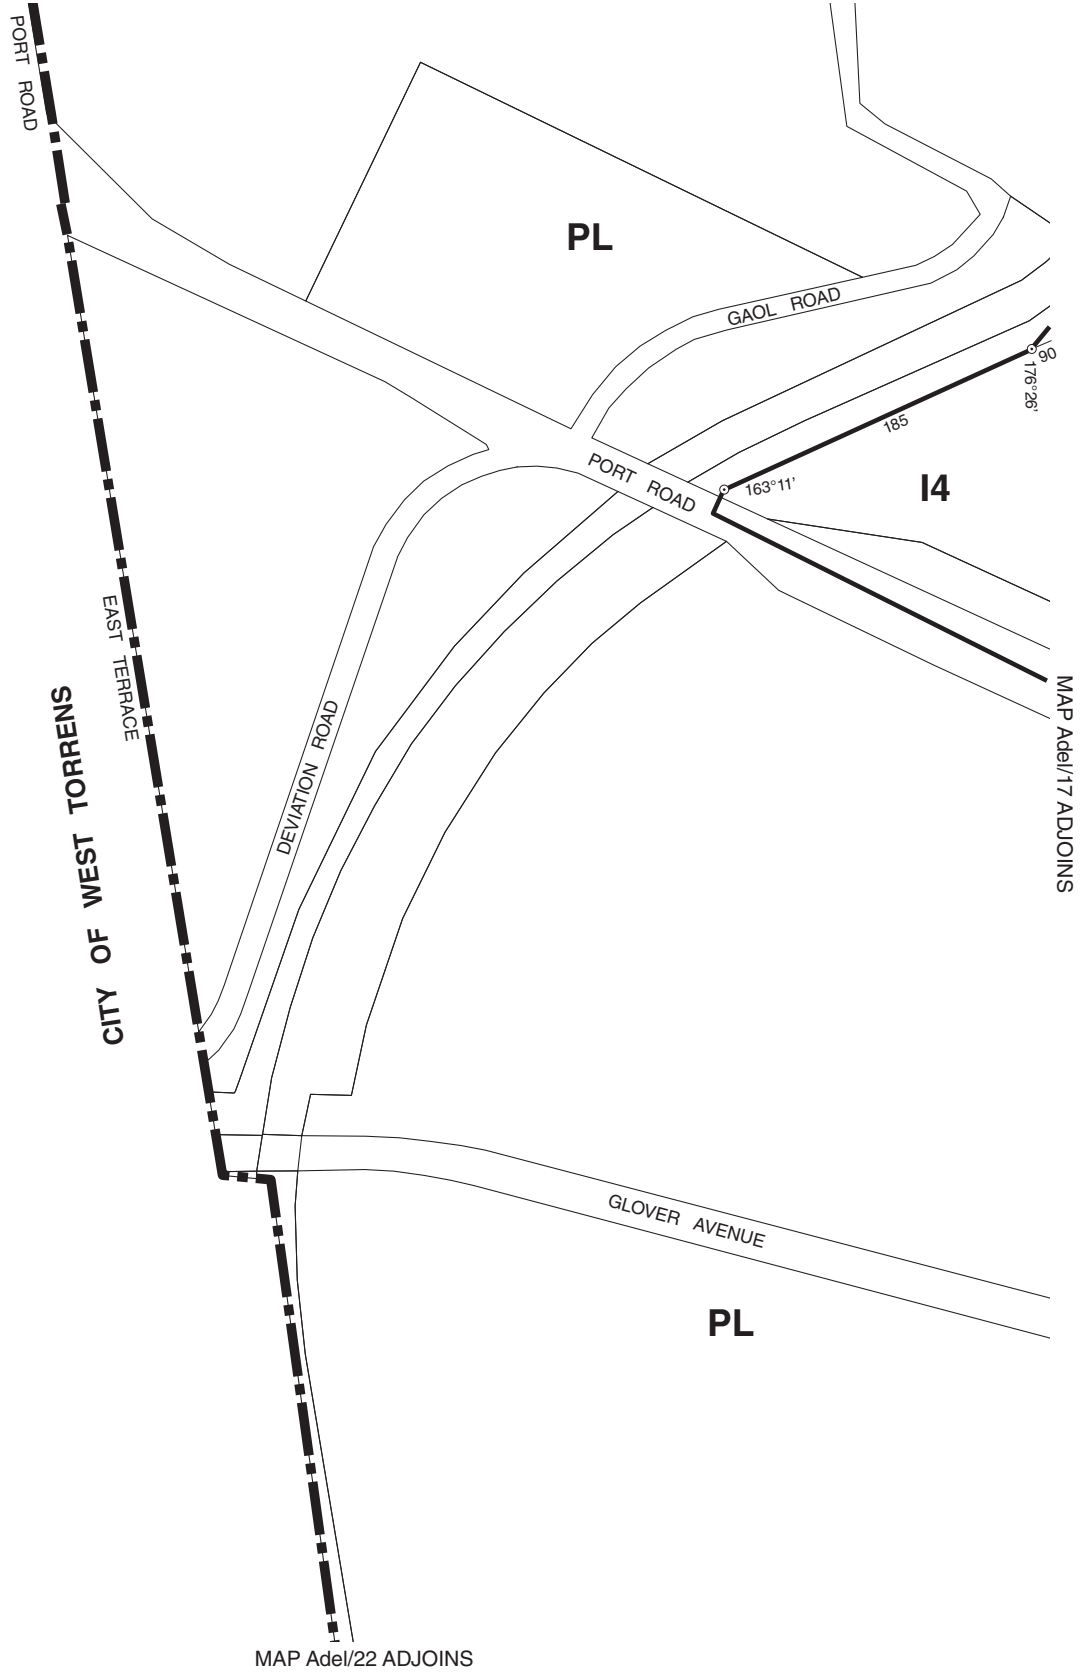 PORT ROAD
PL
GAOL ROAD
90
176°26'
185
PORT ROAD
163°11'
I4
EAST TERRACE
CITY OF WEST TORRENS
DEVIATION ROAD
MAP Adel/17 ADJOINS
GLOVER AVENUE
PL
MAP Adel/22 ADJOINS